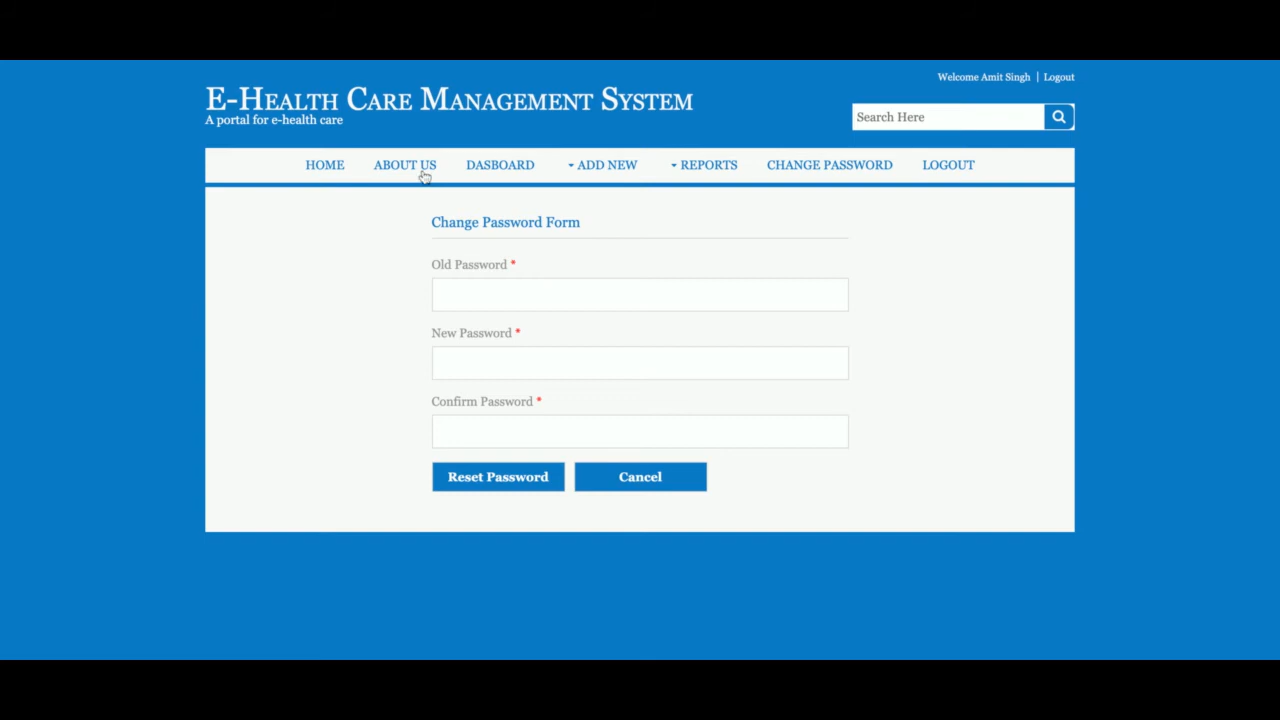 Welcome Amit Singh | Logout
E-HEALTH CARE MANAGEMENT SYSTEM
A portal for e-health care
Search Here
HOME ABOUT US DASBOARD ADD NEW REPORTS CHANGE PASSWORD LOGOUT
Change Password Form
Old Password *
New Password *
Confirm Password *
Reset Password Cancel